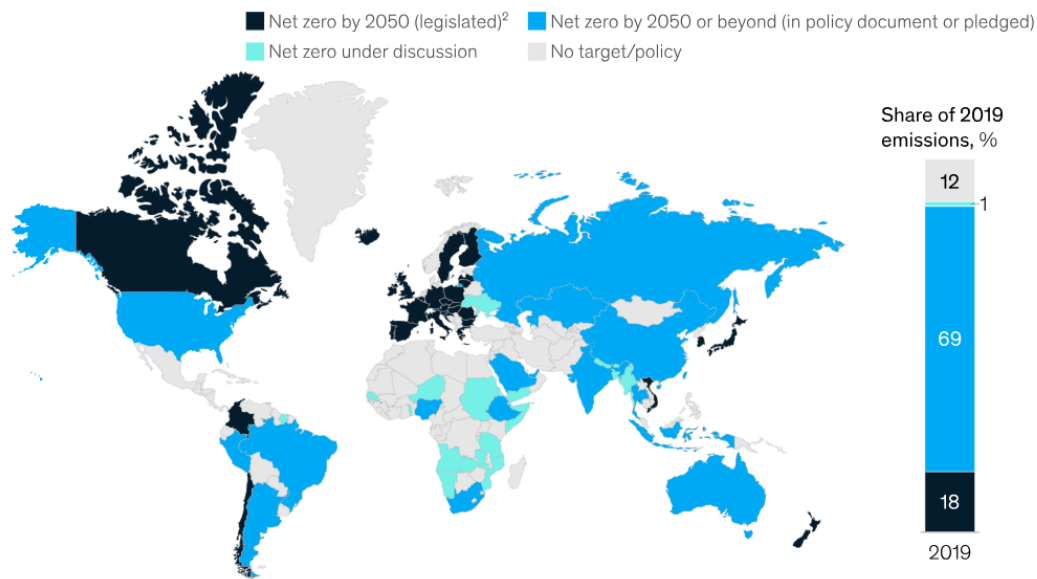 Net zero by 2050 (legislated)²
Net zero by 2050 or beyond (in policy document or pledged)
Net zero under discussion
No target/policy
Share of 2019
emissions, %
12
1
69
18
2019